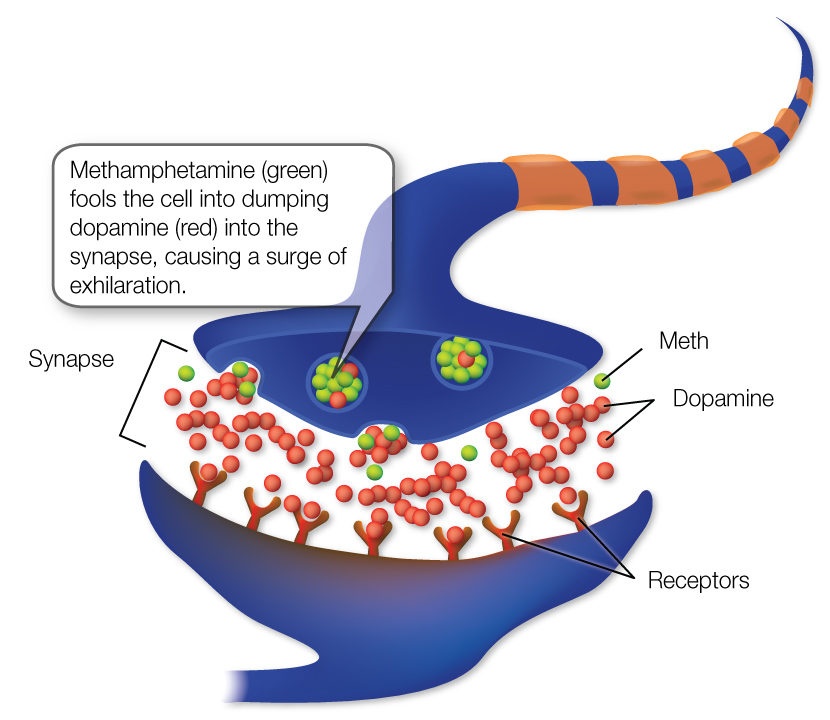 Methamphetamine (green)
fools the cell into dumping
dopamine (red) into the
synapse, causing a surge of
exhilaration.
Synapse
Meth
Dopamine
Receptors